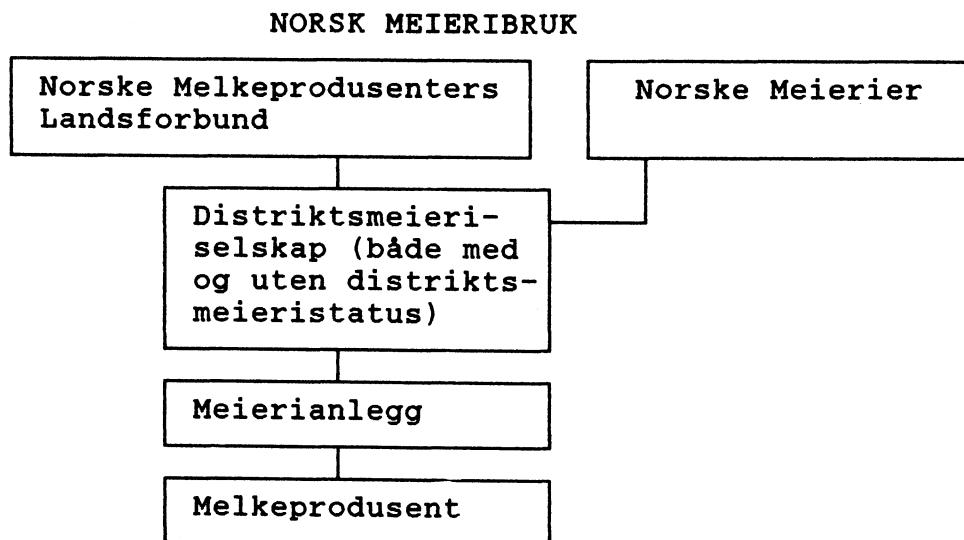 NORSK MEIERIBRUK
Norske Melkeprodusenters
Landsforbund
Norske Meierier
Distriktsmeieri-
selskap (både med
og uten distrikts-
meieristatus)
Meierianlegg
Melkeprodusent